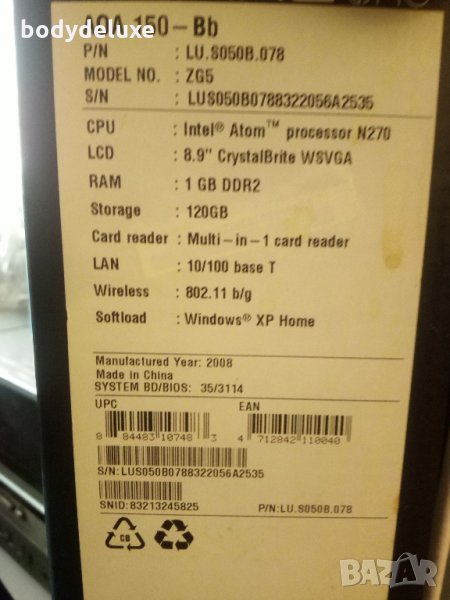 bodydeluxe
AOA 150-Bb
P/N : LU.S050B.078
MODEL NO. : ZG5
S/N : LUS050B0788322056A2535
CPU : Intel® Atom™ processor N270
LCD : 8.9" CrystalBrite WSVGA
RAM : 1 GB DDR2
Storage : 120GB
Card reader : Multi-in-1 card reader
LAN : 10/100 base T
Wireless : 802.11 b/g
Softload : Windows® XP Home
Manufactured Year: 2008
Made in China
SYSTEM BD/BIOS: 35/3114
UPC EAN
8 84483 10748 3 4 712842 110040
S/N:LUS050B0788322056A2535
SNID:83213245825 P/N:LU.S050B.078
BAZAR